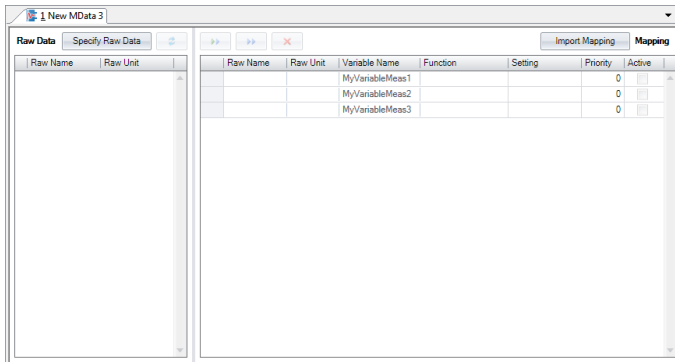 1 New MData 3
Raw Data Specify Raw Data Import Mapping Mapping
Raw Name Raw Unit Raw Name Raw Unit Variable Name Function Setting Priority Active
MyVariableMeas1 0
MyVariableMeas2 0
MyVariableMeas3 0